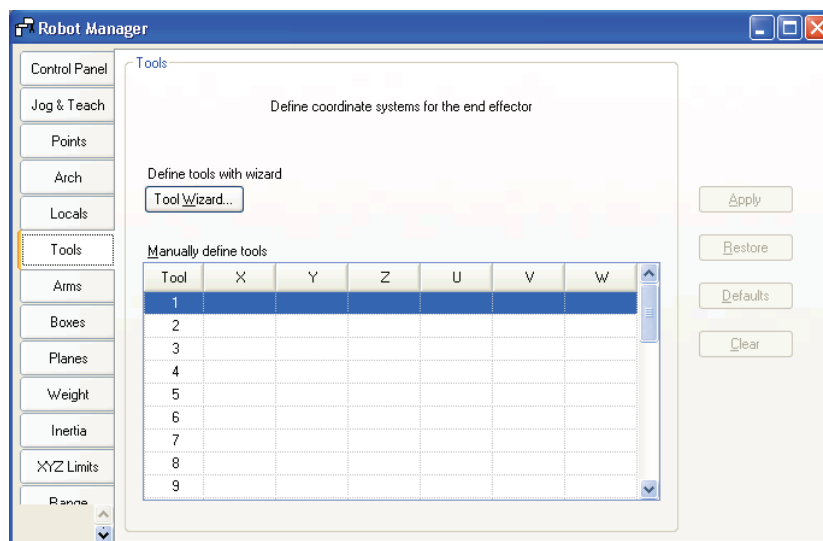 Robot Manager
Control Panel
Jog & Teach
Points
Arch
Locals
Tools
Arms
Boxes
Planes
Weight
Inertia
XYZ Limits
Range
Tools
Define coordinate systems for the end effector
Define tools with wizard
Tool Wizard...
Manually define tools
Tool X Y Z U V W
1
2
3
4
5
6
7
8
9
Apply
Restore
Defaults
Clear